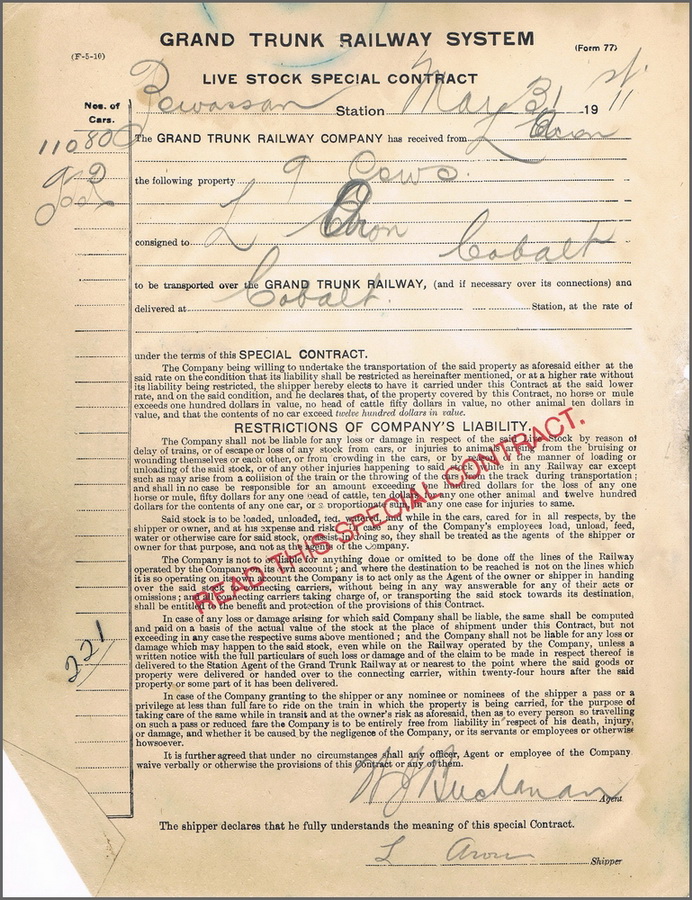 GRAND TRUNK RAILWAY SYSTEM
(F-5-10)
(Form 77)
LIVE STOCK SPECIAL CONTRACT
Nos. of
Cars.
Station May 31 st. 19 11
110800
The GRAND TRUNK RAILWAY COMPANY has received from L Aron
the following property 9 Cows.
L Aron
consigned to Cobalt
to be transported over the GRAND TRUNK RAILWAY, (and if necessary over its connections) and
Cobalt.
delivered at Station, at the rate of
under the terms of this SPECIAL CONTRACT.
The Company being willing to undertake the transportation of the said property as aforesaid either at the
said rate on the condition that its liability shall be restricted as hereinafter mentioned, or at a higher rate without
its liability being restricted, the shipper hereby elects to have it carried under this Contract at the said lower
rate, and on the said condition, and he declares that, of the property covered by this Contract, no horse or mule
exceeds one hundred dollars in value, no head of cattle fifty dollars in value, no other animal ten dollars in
value, and that the contents of no car exceed twelve hundred dollars in value.
RESTRICTIONS OF COMPANY'S LIABILITY.
The Company shall not be liable for any loss or damage in respect of the said Live Stock by reason of
delay of trains, or of escape or loss of any stock from cars, or injuries to animals arising from the bruising or
wounding themselves or each other, or from crowding in the cars, or by reason of the manner of loading or
unloading of the said stock, or of any other injuries happening to said stock while in any Railway car except
such as may arise from a collision of the train or the throwing of the cars from the track during transportation ;
and shall in no case be responsible for an amount exceeding one hundred dollars for the loss of any one
horse or mule, fifty dollars for any one head of cattle, ten dollars for any one other animal and twelve hundred
dollars for the contents of any one car, or a proportion of such, in any one case for injuries to same.
Said stock is to be loaded, unloaded, fed, watered, and while in the cars, cared for in all respects, by the
shipper or owner, and at his expense and risk. In case any of the Company's employees load, unload, feed,
water or otherwise care for said stock, or assist in doing so, they shall be treated as the agents of the shipper or
owner for that purpose, and not as the agents of the Company.
The Company is not to be liable for anything done or omitted to be done off the lines of the Railway
operated by the Company on its own account ; and where the destination to be reached is not on the lines which
it is so operating on its own account the Company is to act only as the Agent of the owner or shipper in handing
over the said stock to connecting carriers, without being in any way answerable for any of their acts or
omissions ; and any connecting carriers taking charge of, or transporting the said stock towards its destination,
shall be entitled to the benefit and protection of the provisions of this Contract.
In case of any loss or damage arising for which said Company shall be liable, the same shall be computed
and paid on a basis of the actual value of the stock at the place of shipment under this Contract, but not
exceeding in any case the respective sums above mentioned ; and the Company shall not be liable for any loss or
damage which may happen to the said stock, even while on the Railway operated by the Company, unless a
written notice with the full particulars of such loss or damage and of the claim to be made in respect thereof is
delivered to the Station Agent of the Grand Trunk Railway at or nearest to the point where the said goods or
property were delivered or handed over to the connecting carrier, within twenty-four hours after the said
property or some part of it has been delivered.
221
In case of the Company granting to the shipper or any nominee or nominees of the shipper a pass or a
privilege at less than full fare to ride on the train in which the property is being carried, for the purpose of
taking care of the same while in transit and at the owner's risk as aforesaid, then as to every person so travelling
on such a pass or reduced fare the Company is to be entirely free from liability in respect of his death, injury,
or damage, and whether it be caused by the negligence of the Company, or its servants or employees or otherwise
howsoever.
It is further agreed that under no circumstances shall any officer, Agent or employee of the Company
waive verbally or otherwise the provisions of this Contract or any of them.
W J Buchanan
Agent
The shipper declares that he fully understands the meaning of this special Contract.
L Aron Shipper
READ THIS SPECIAL CONTRACT.